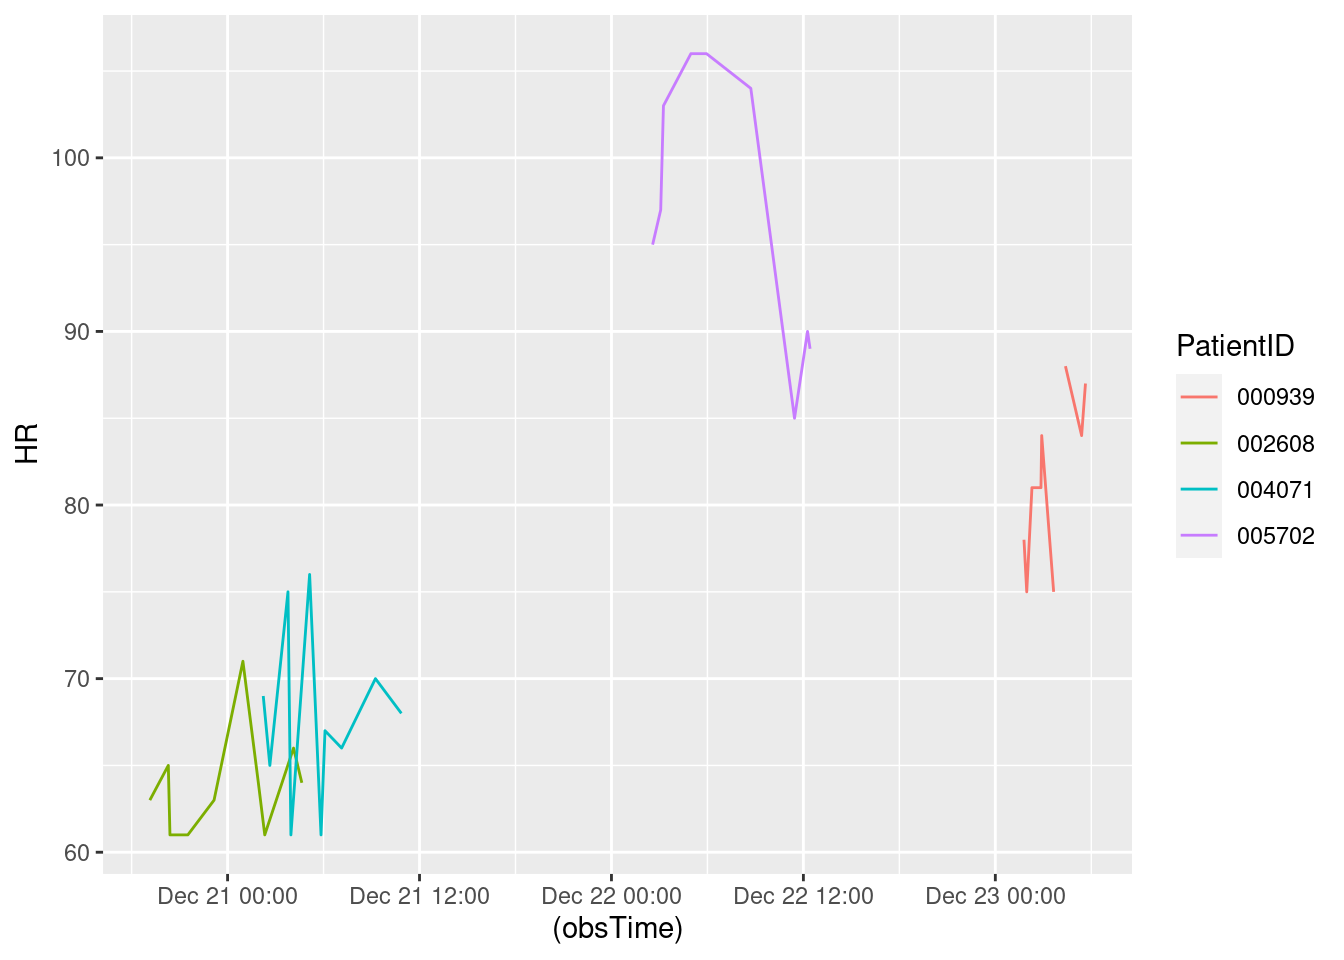 HR
100
90
80
70
60
Dec 21 00:00
Dec 21 12:00
Dec 22 00:00
Dec 22 12:00
Dec 23 00:00
(obsTime)
PatientID
000939
002608
004071
005702